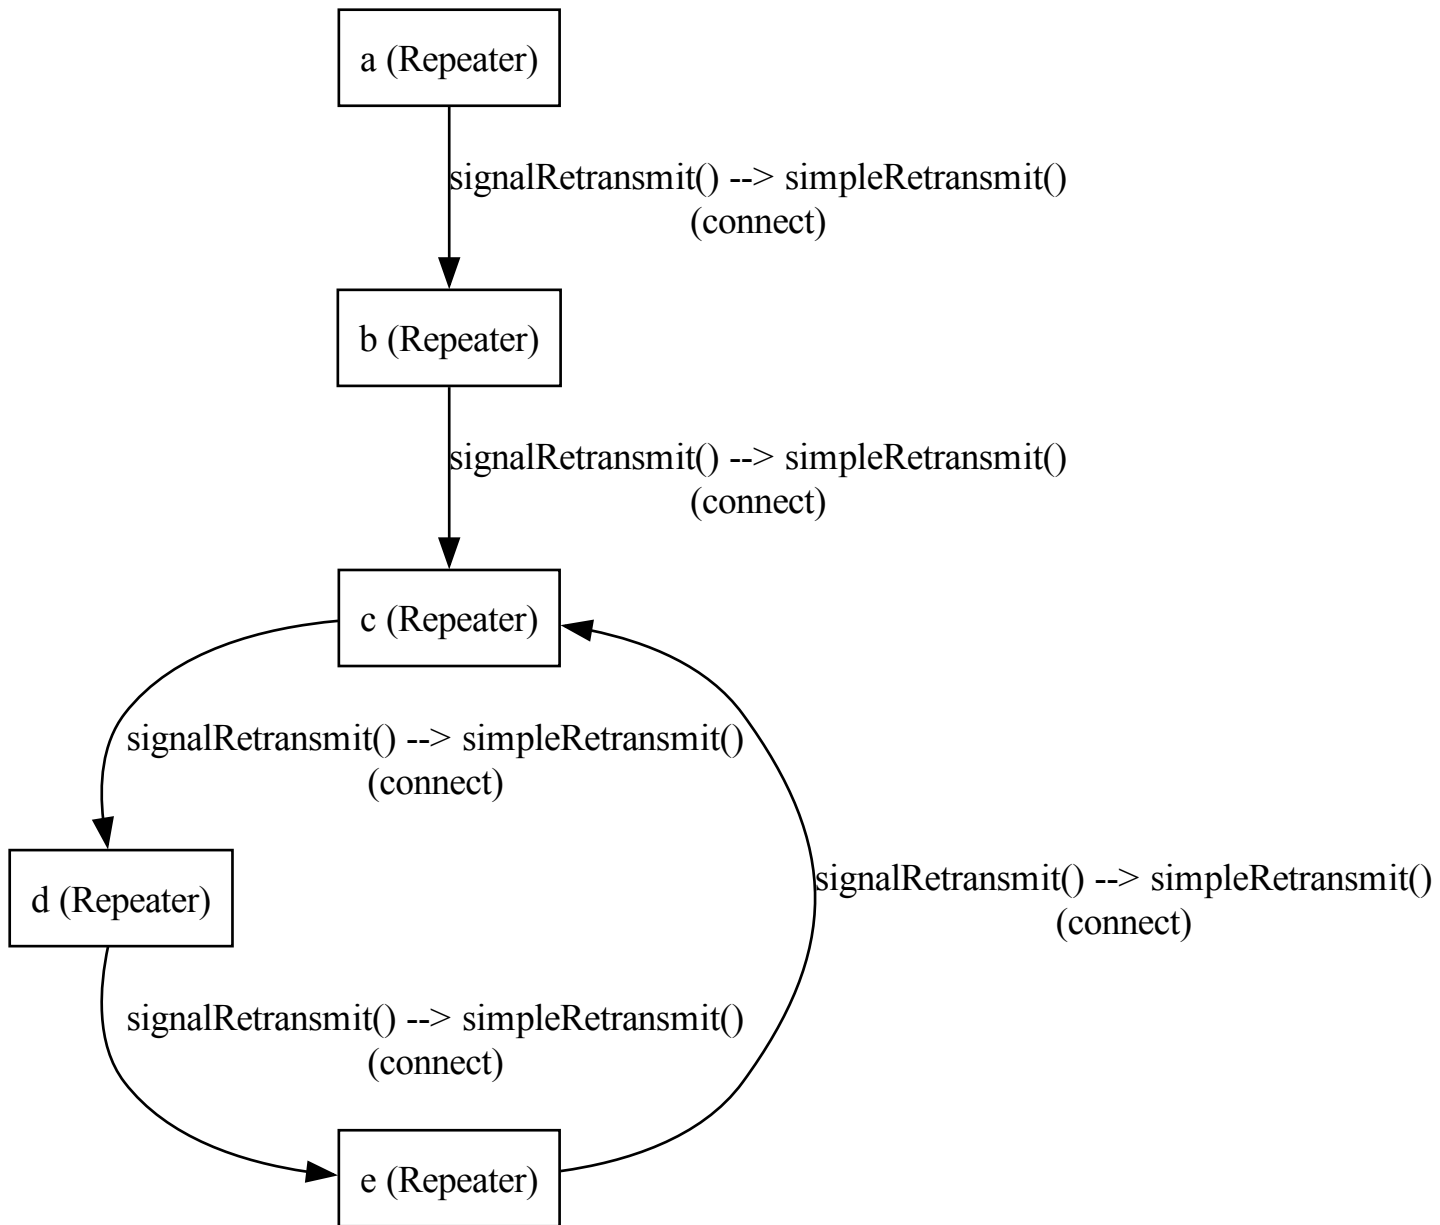 a (Repeater)
signalRetransmit() --> simpleRetransmit()
(connect)
b (Repeater)
signalRetransmit() --> simpleRetransmit()
(connect)
c (Repeater)
signalRetransmit() --> simpleRetransmit()
(connect)
signalRetransmit() --> simpleRetransmit()
(connect)
d (Repeater)
signalRetransmit() --> simpleRetransmit()
(connect)
e (Repeater)